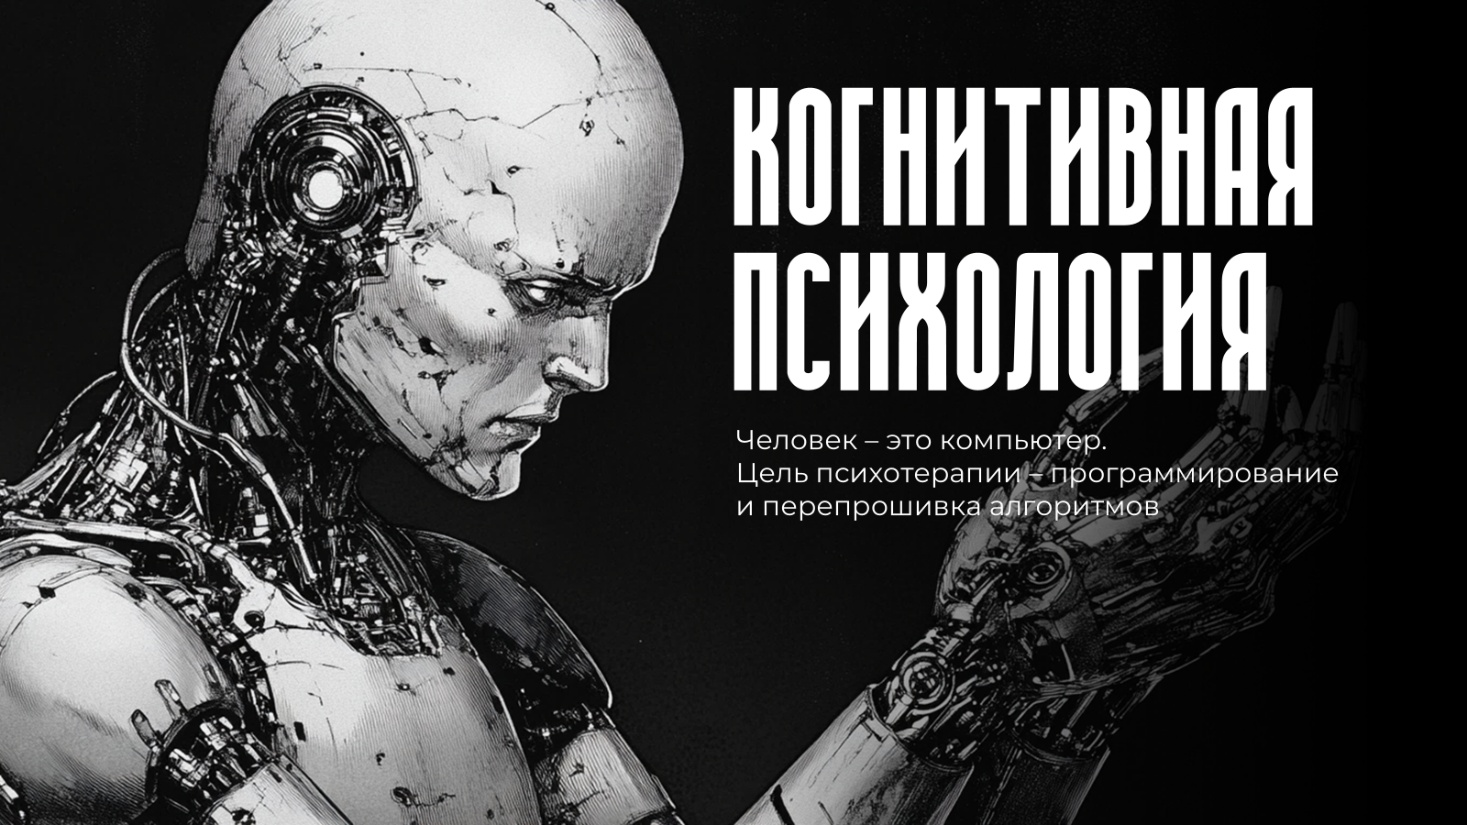 КОГНИТИВНАЯ
ПСИХОЛОГИЯ
Человек – это компьютер.
Цель психотерапии – программирование
и перепрошивка алгоритмов